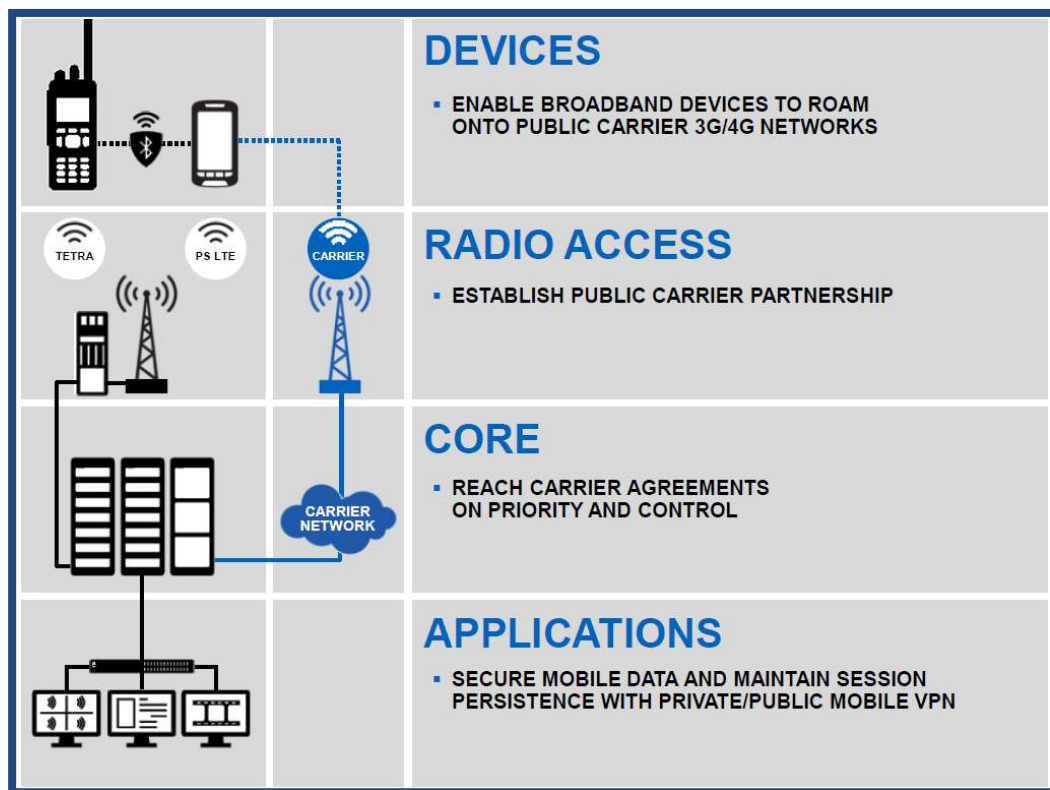 DEVICES
▪ ENABLE BROADBAND DEVICES TO ROAM
ONTO PUBLIC CARRIER 3G/4G NETWORKS
TETRA
PS LTE
CARRIER
RADIO ACCESS
▪ ESTABLISH PUBLIC CARRIER PARTNERSHIP
CARRIER
NETWORK
CORE
▪ REACH CARRIER AGREEMENTS
ON PRIORITY AND CONTROL
APPLICATIONS
▪ SECURE MOBILE DATA AND MAINTAIN SESSION
PERSISTENCE WITH PRIVATE/PUBLIC MOBILE VPN